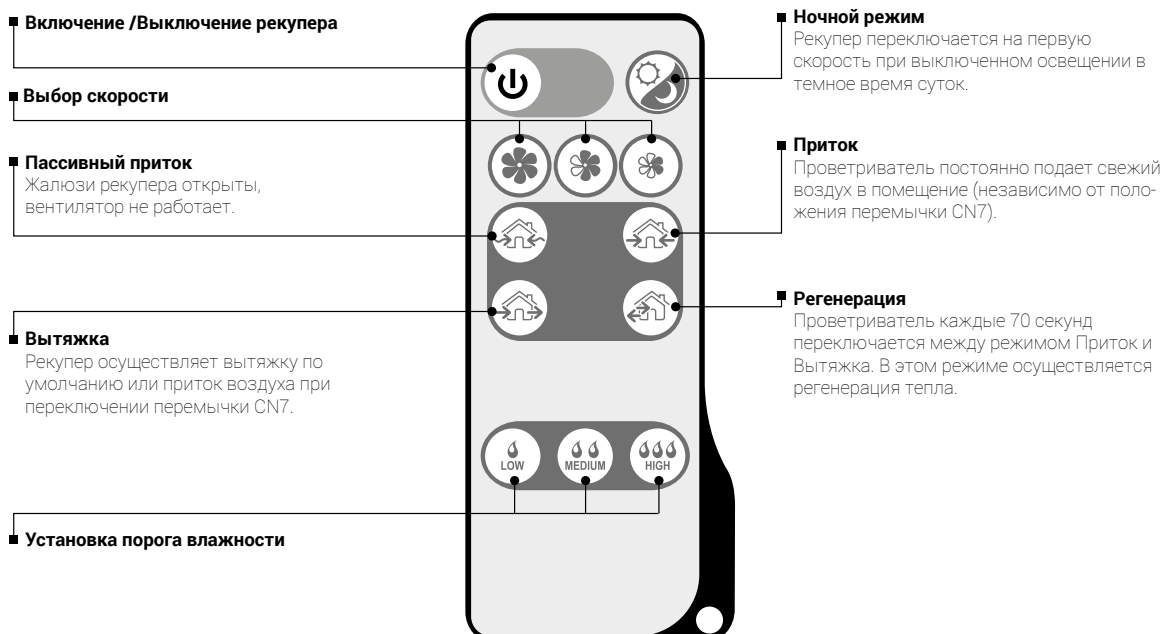 Включение /Выключение рекупера
Выбор скорости
Пассивный приток
Жалюзи рекупера открыты,
вентилятор не работает.
Вытяжка
Рекупер осуществляет вытяжку по
умолчанию или приток воздуха при
переключении перемычки CN7.
Установка порога влажности
LOW
MEDIUM
HIGH
Ночной режим
Рекупер переключается на первую
скорость при выключенном освещении в
темное время суток.
Приток
Проветриватель постоянно подает свежий
воздух в помещение (независимо от поло-
жения перемычки CN7).
Регенерация
Проветриватель каждые 70 секунд
переключается между режимом Приток и
Вытяжка. В этом режиме осуществляется
регенерация тепла.